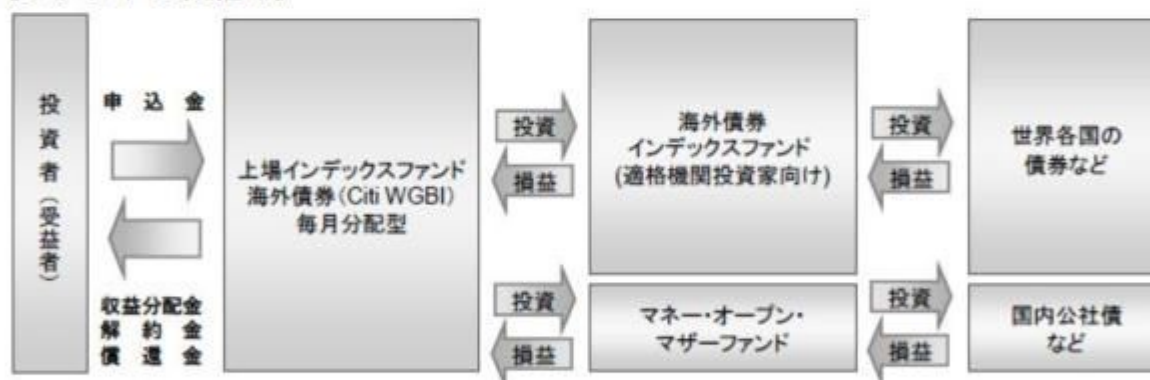 投資者(受益者)
申込金
収益分配金
解約金
償還金
上場インデックスファンド
海外債券(Citi WGBI)
毎月分配型
投資
損益
海外債券
インデックスファンド
(適格機関投資家向け)
投資
損益
世界各国の
債券など
投資
損益
マネー・オープン・
マザーファンド
投資
損益
国内公社債
など